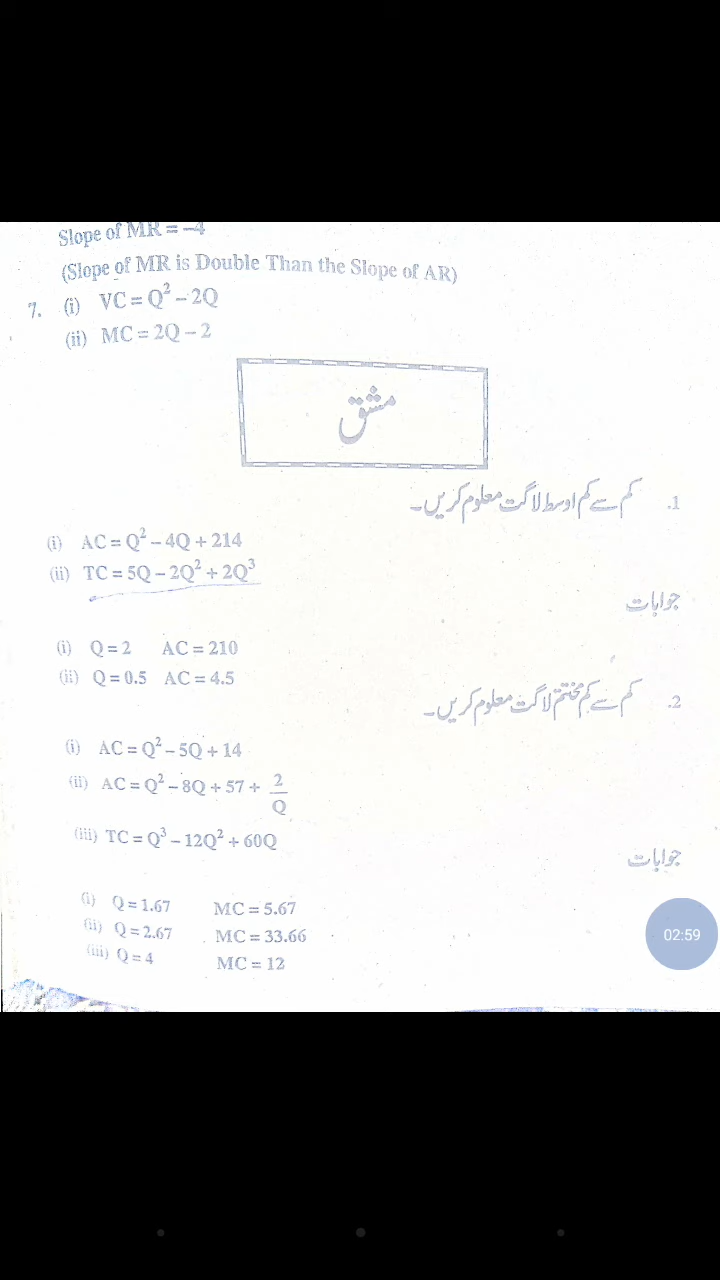 Slope of MR = –4
(Slope of MR is Double Than the Slope of AR)
7. (i) VC = Q² – 2Q
(ii) MC = 2Q – 2
مشق
1. کم سے کم اوسط لاگت معلوم کریں۔
(i) AC = Q² – 4Q + 214
(ii) TC = 5Q – 2Q² + 2Q³
جوابات
(i) Q = 2 AC = 210
(ii) Q = 0.5 AC = 4.5
2. کم سے کم مختتم لاگت معلوم کریں۔
(i) AC = Q² – 5Q + 14
(ii) AC = Q² – 8Q + 57 + 2/Q
(iii) TC = Q³ – 12Q² + 60Q
جوابات
(i) Q = 1.67 MC = 5.67
(ii) Q = 2.67 MC = 33.66
(iii) Q = 4 MC = 12
02:59